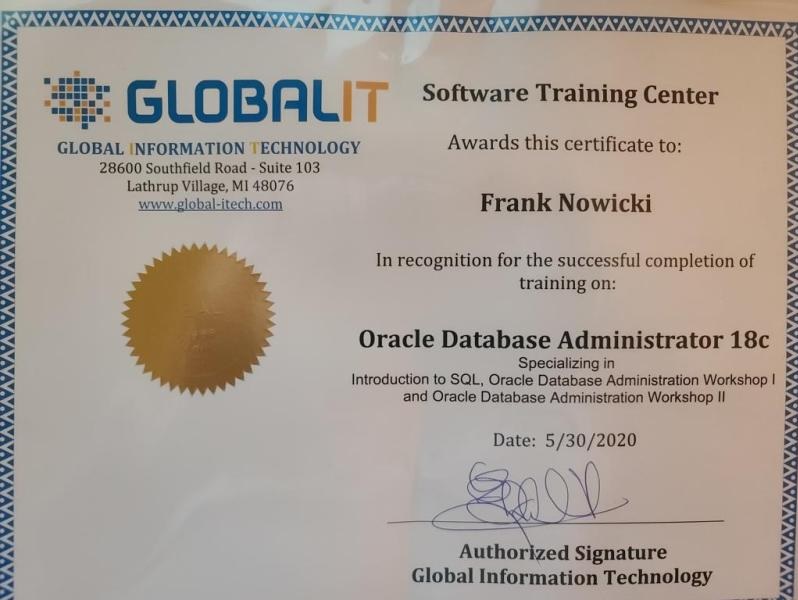 GLOBALIT
GLOBAL INFORMATION TECHNOLOGY
28600 Southfield Road - Suite 103
Lathrup Village, MI 48076
www.global-itech.com
Software Training Center
Awards this certificate to:
Frank Nowicki
In recognition for the successful completion of
training on:
Oracle Database Administrator 18c
Specializing in
Introduction to SQL, Oracle Database Administration Workshop I
and Oracle Database Administration Workshop II
Date: 5/30/2020
Authorized Signature
Global Information Technology